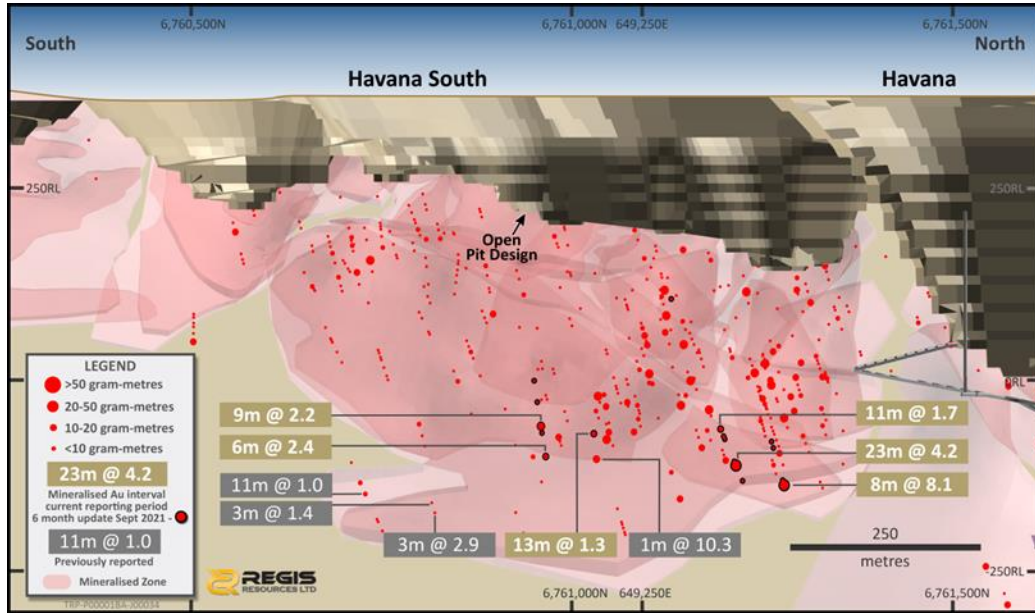 6,760,500N
6,761,000N 649,250E
6,761,500N
South
North
Havana South
Havana
250RL
250RL
Open
Pit Design
LEGEND
>50 gram-metres
20-50 gram-metres
10-20 gram-metres
<10 gram-metres
23m @ 4.2
Mineralised Au interval
current reporting period
6 month update Sept 2021 -
11m @ 1.0
Previously reported
Mineralised Zone
TRP-P00001BA-J00034
0RL
9m @ 2.2
6m @ 2.4
11m @ 1.0
3m @ 1.4
3m @ 2.9
13m @ 1.3
1m @ 10.3
11m @ 1.7
23m @ 4.2
8m @ 8.1
250
metres
-250RL
REGIS
RESOURCES LTD
6,761,000N 649,250E
6,761,500N